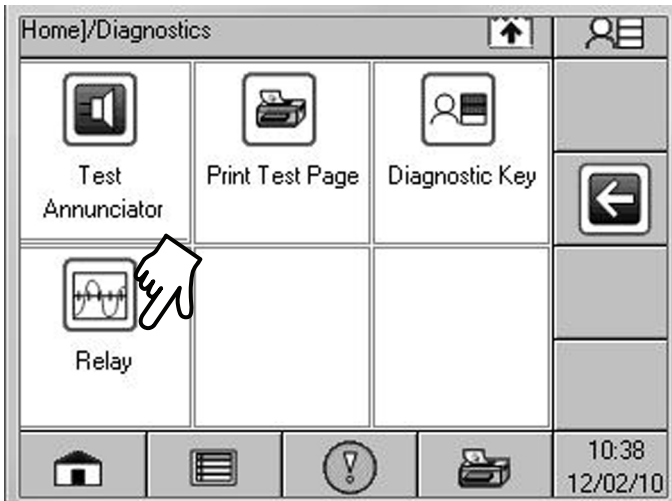 Home]/Diagnostics
Test
Annunciator
Print Test Page
Diagnostic Key
Relay
10:38
12/02/10